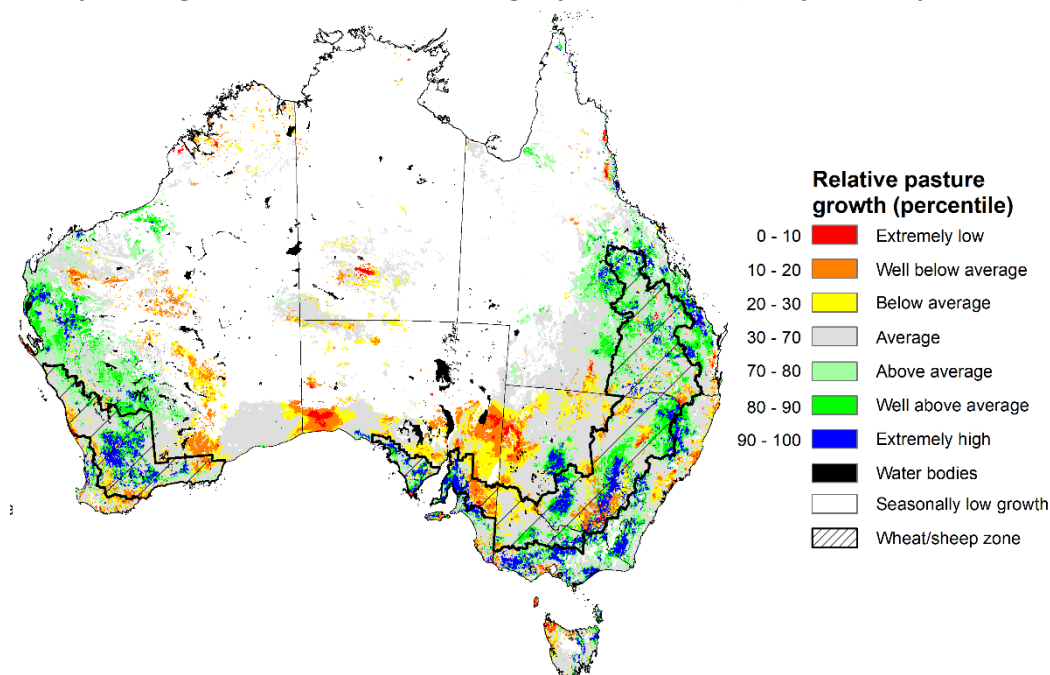 Relative pasture
growth (percentile)
0 - 10 Extremely low
10 - 20 Well below average
20 - 30 Below average
30 - 70 Average
70 - 80 Above average
80 - 90 Well above average
90 - 100 Extremely high
Water bodies
Seasonally low growth
Wheat/sheep zone